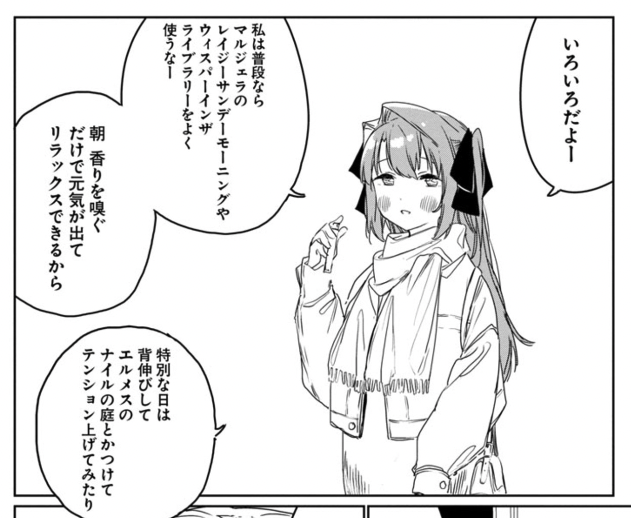 いろいろだよー
私は普段なら
マルジェラの
レイジーサンデーモーニングや
ウィスパーインザ
ライブラリーをよく
使うなー
朝 香りを嗅ぐ
だけで元気が出て
リラックスできるから
特別な日は
背伸びして
エルメスの
ナイルの庭とかつけて
テンション上げてみたり